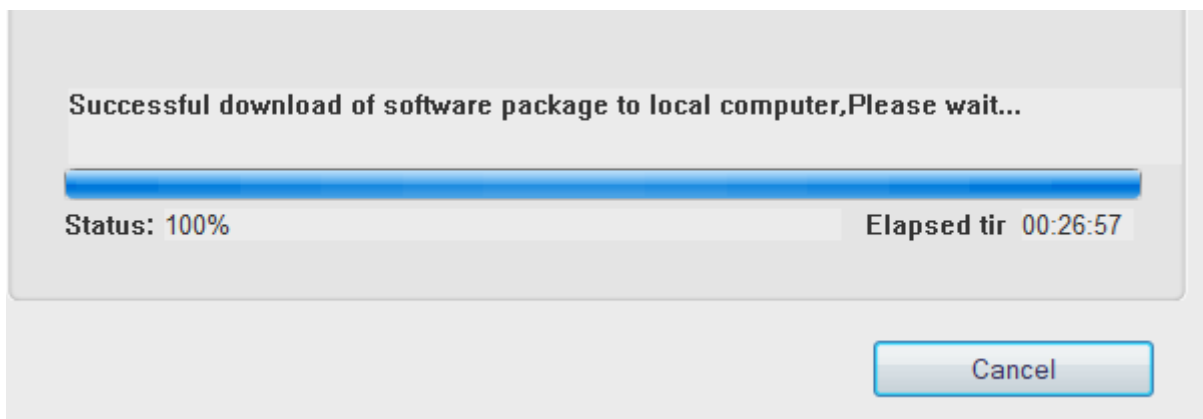 Successful download of software package to local computer,Please wait...
Status: 100% Elapsed tir 00:26:57
Cancel